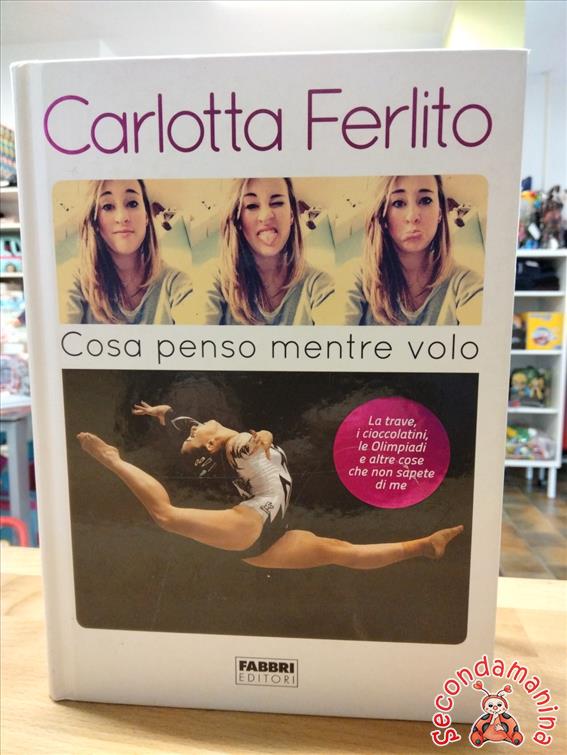 Carlotta Ferlito
Cosa penso mentre volo
La trave,
i cioccolatini,
le Olimpiadi
e altre cose
che non sapete
di me
FABBRI
EDITORI
Secondamanina